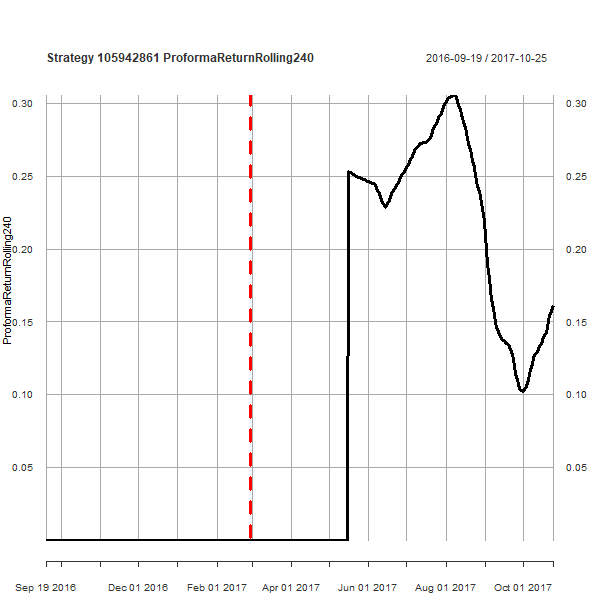 Strategy 105942861 ProformaReturnRolling240
2016-09-19 / 2017-10-25
ProformaReturnRolling240
0.30 0.30
0.25 0.25
0.20 0.20
0.15 0.15
0.10 0.10
0.05 0.05
Sep 19 2016 Dec 01 2016 Feb 01 2017 Apr 01 2017 Jun 01 2017 Aug 01 2017 Oct 01 2017